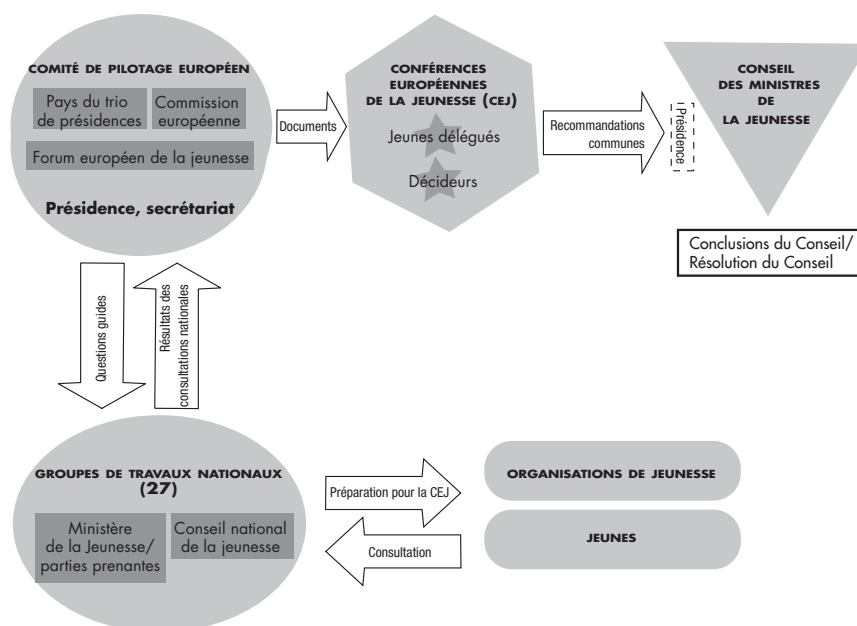 COMITÉ DE PILOTAGE EUROPÉEN
Pays du trio
de présidences
Commission
européenne
Forum européen de la jeunesse
Présidence, secrétariat
Documents
CONFÉRENCES
EUROPÉENNES
DE LA JEUNESSE (CEJ)
Jeunes délégués
Décideurs
Recommandations
communes
Présidence
CONSEIL
DES MINISTRES
DE
LA JEUNESSE
Conclusions du Conseil/
Résolution du Conseil
Questions guides
Résultats des
consultations nationales
GROUPES DE TRAVAUX NATIONAUX
(27)
Ministère
de la Jeunesse/
parties prenantes
Conseil national
de la jeunesse
Préparation pour la CEJ
Consultation
ORGANISATIONS DE JEUNESSE
JEUNES